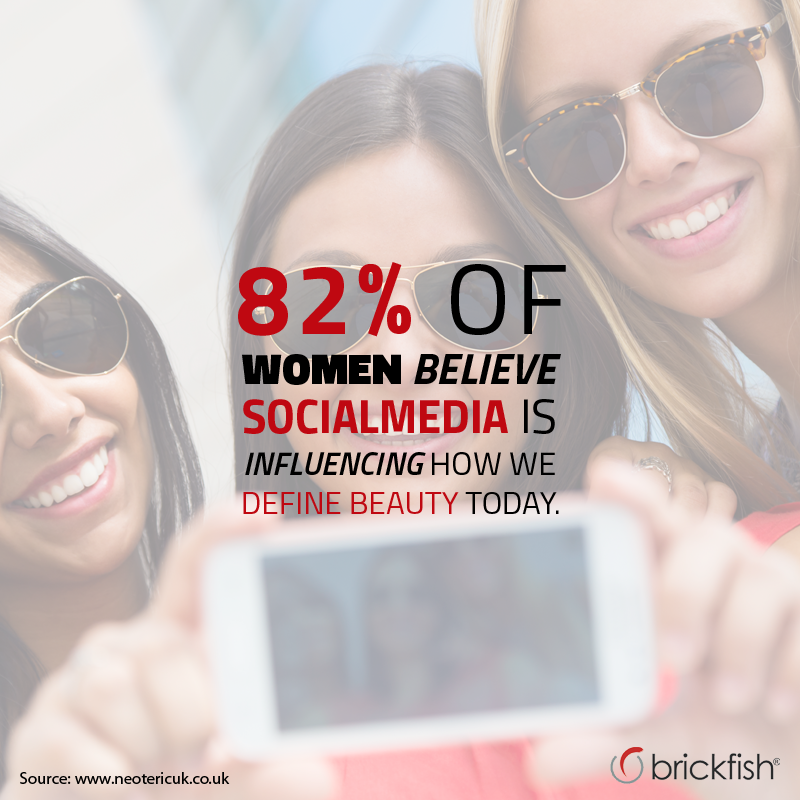 82% OF
WOMEN BELIEVE
SOCIALMEDIA IS
INFLUENCING HOW WE
DEFINE BEAUTY TODAY.
Source: www.neotericuk.co.uk
brickfish®